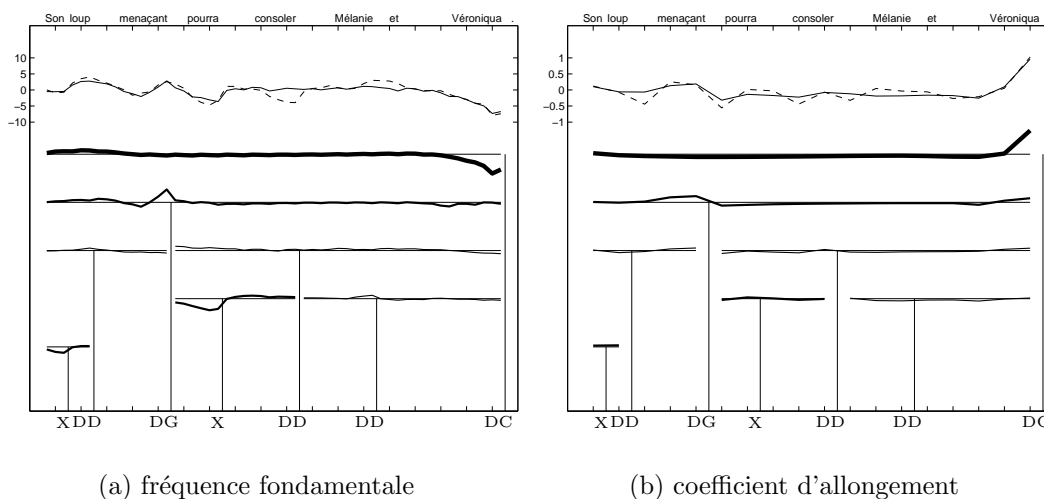 Son loup menaçant pourra consoler Mélanie et Véroniqua .
10
5
0
−5
−10
X DD DG X DD DD DC
(a) fréquence fondamentale
Son loup menaçant pourra consoler Mélanie et Véroniqua
1
0.5
0
−0.5
−1
X DD DG X DD DD DC
(b) coefficient d'allongement